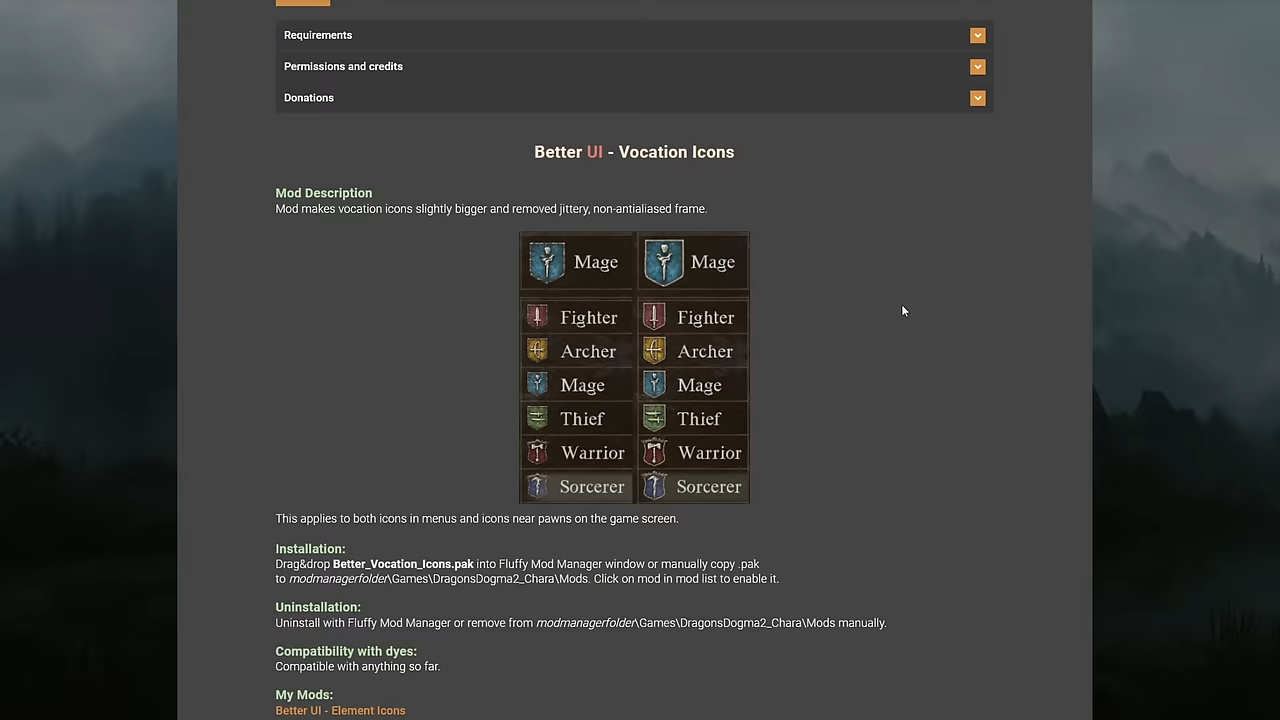 Requirements
Permissions and credits
Donations
Better UI - Vocation Icons
Mod Description
Mod makes vocation icons slightly bigger and removed jittery, non-antialiased frame.
Mage Mage
Fighter Fighter
Archer Archer
Mage Mage
Thief Thief
Warrior Warrior
Sorcerer Sorcerer
This applies to both icons in menus and icons near pawns on the game screen.
Installation:
Drag&drop Better_Vocation_Icons.pak into Fluffy Mod Manager window or manually copy .pak
to modmanagerfolder\Games\DragonsDogma2_Chara\Mods. Click on mod in mod list to enable it.
Uninstallation:
Uninstall with Fluffy Mod Manager or remove from modmanagerfolder\Games\DragonsDogma2_Chara\Mods manually.
Compatibility with dyes:
Compatible with anything so far.
My Mods:
Better UI - Element Icons